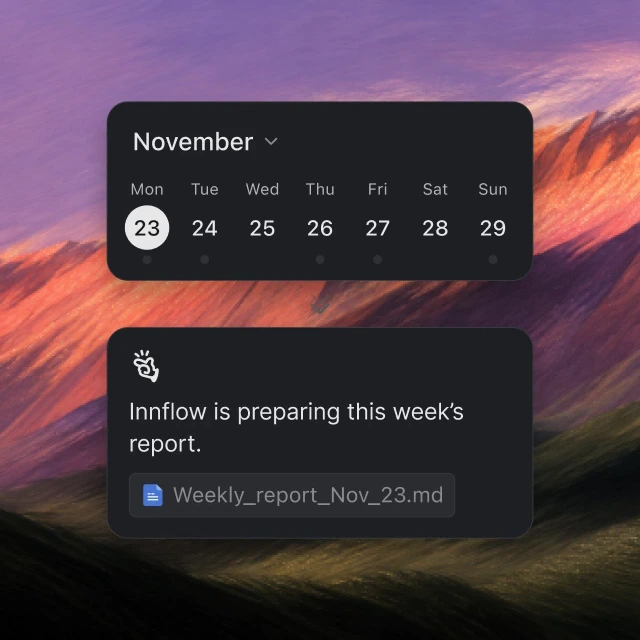 November
Mon Tue Wed Thu Fri Sat Sun
23 24 25 26 27 28 29
Innflow is preparing this week’s
report.
Weekly_report_Nov_23.md